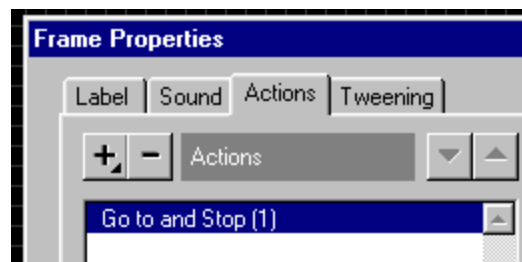 Frame Properties
Label Sound Actions Tweening
+ - Actions
Go to and Stop (1)